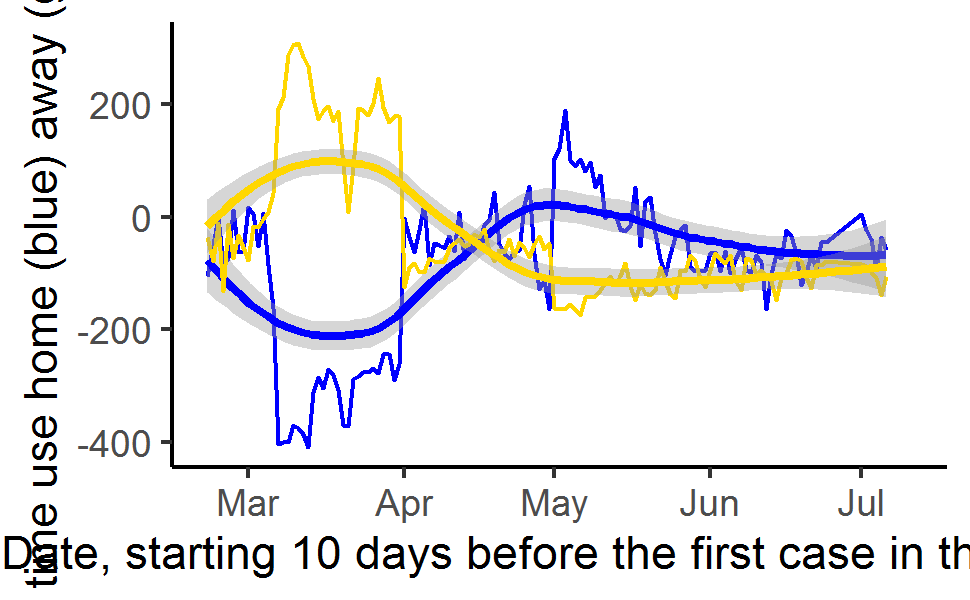 time use home (blue) away (
200
0
-200
-400
Mar Apr May Jun Jul
Date, starting 10 days before the first case in th